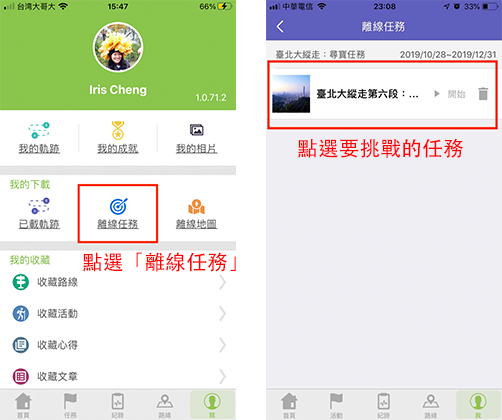 台灣大哥大
15:47
66%
Iris Cheng
1.0.71.2
我的軌跡
我的成就
我的相片
我的下載
已載軌跡
離線任務
離線地圖
我的收藏
點選「離線任務」
收藏路線
收藏活動
收藏心得
收藏文章
首頁
任務
紀錄
路線
我
中華電信
23:08
33%
離線任務
臺北大縱走：尋寶任務
2019/10/28~2019/12/31
臺北大縱走第六段：...
開始
點選要挑戰的任務
首頁
活動
紀錄
路線
我